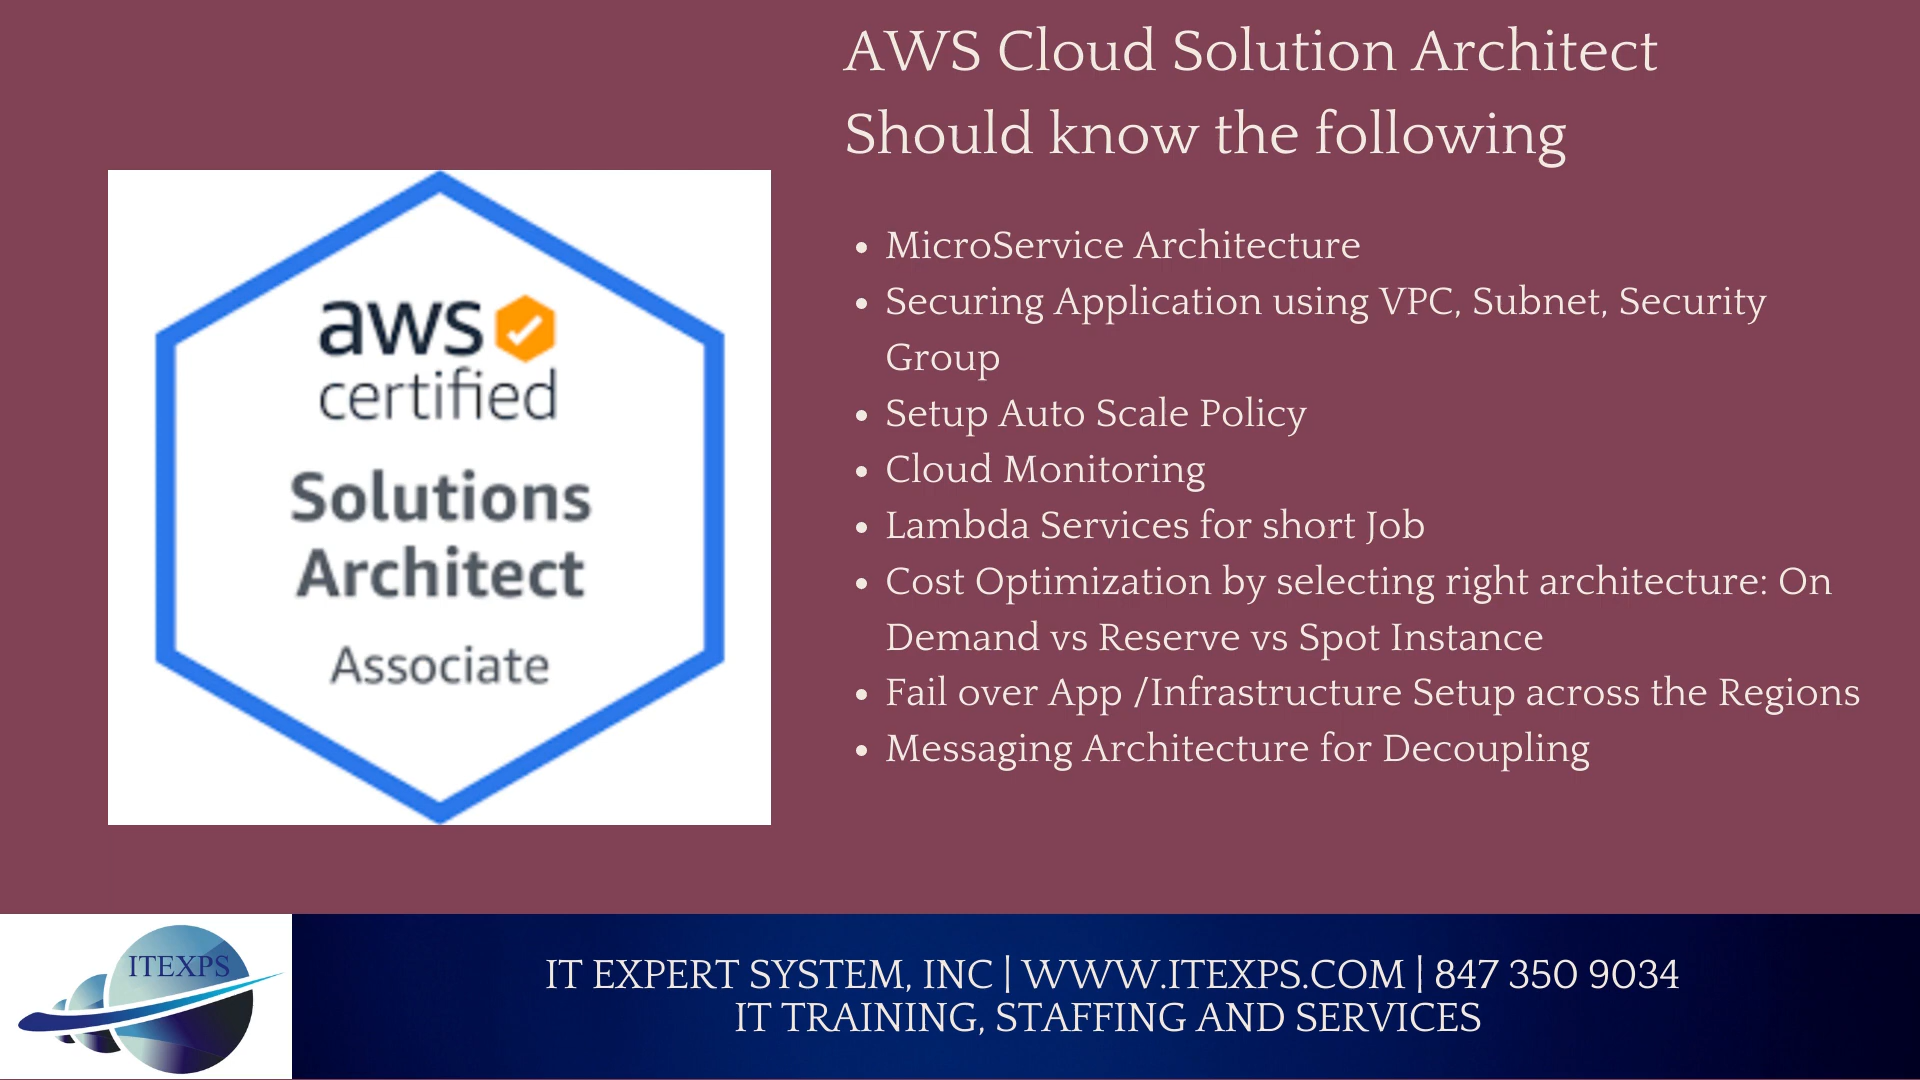 AWS Cloud Solution Architect
Should know the following
aws
certified
Solutions
Architect
Associate
• MicroService Architecture
• Securing Application using VPC, Subnet, Security
Group
• Setup Auto Scale Policy
• Cloud Monitoring
• Lambda Services for short Job
• Cost Optimization by selecting right architecture: On
Demand vs Reserve vs Spot Instance
• Fail over App /Infrastructure Setup across the Regions
• Messaging Architecture for Decoupling
ITEXPS
IT EXPERT SYSTEM, INC | WWW.ITEXPS.COM | 847 350 9034
IT TRAINING, STAFFING AND SERVICES